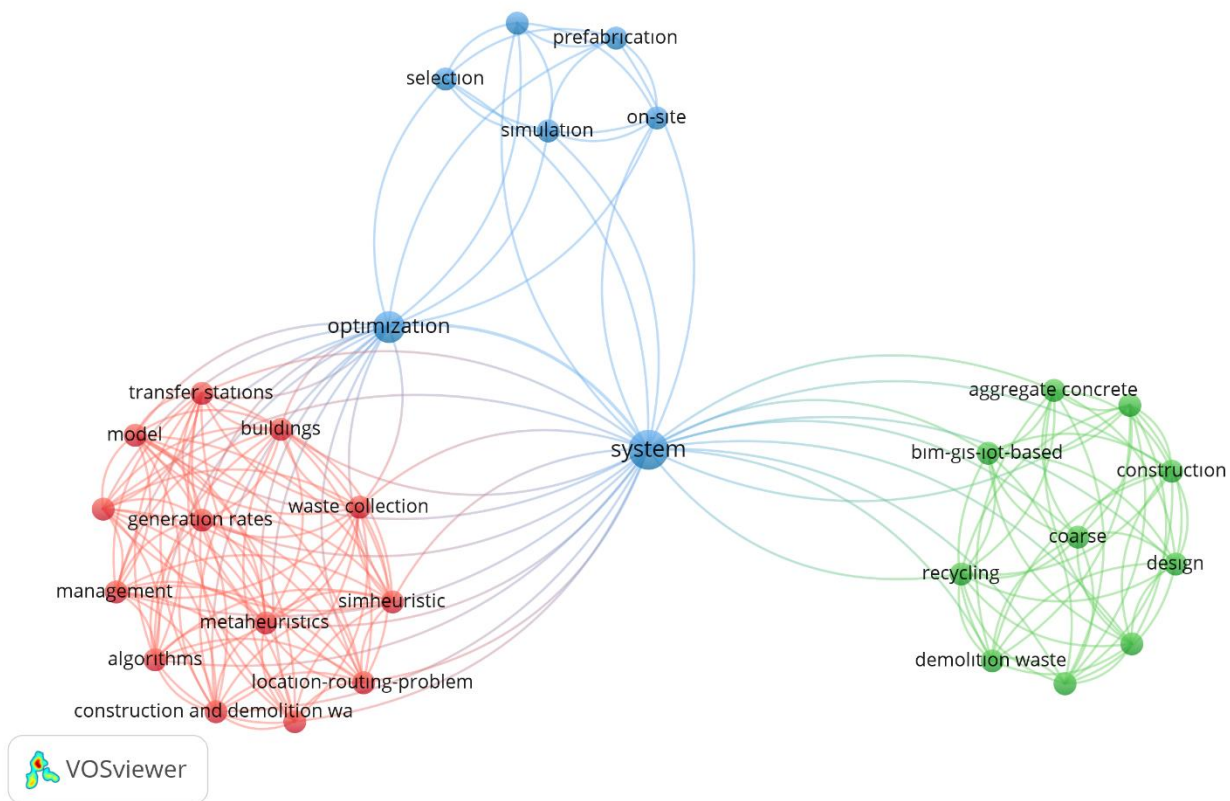 prefabrication
selection
simulation
on-site
optimization
transfer stations
model
buildings
system
aggregate concrete
bim-gis-iot-based
construction
waste collection
generation rates
coarse
recycling
design
management
metaheuristics
simheuristic
algorithms
demolition waste
location-routing-problem
construction and demolition wa
VOSviewer